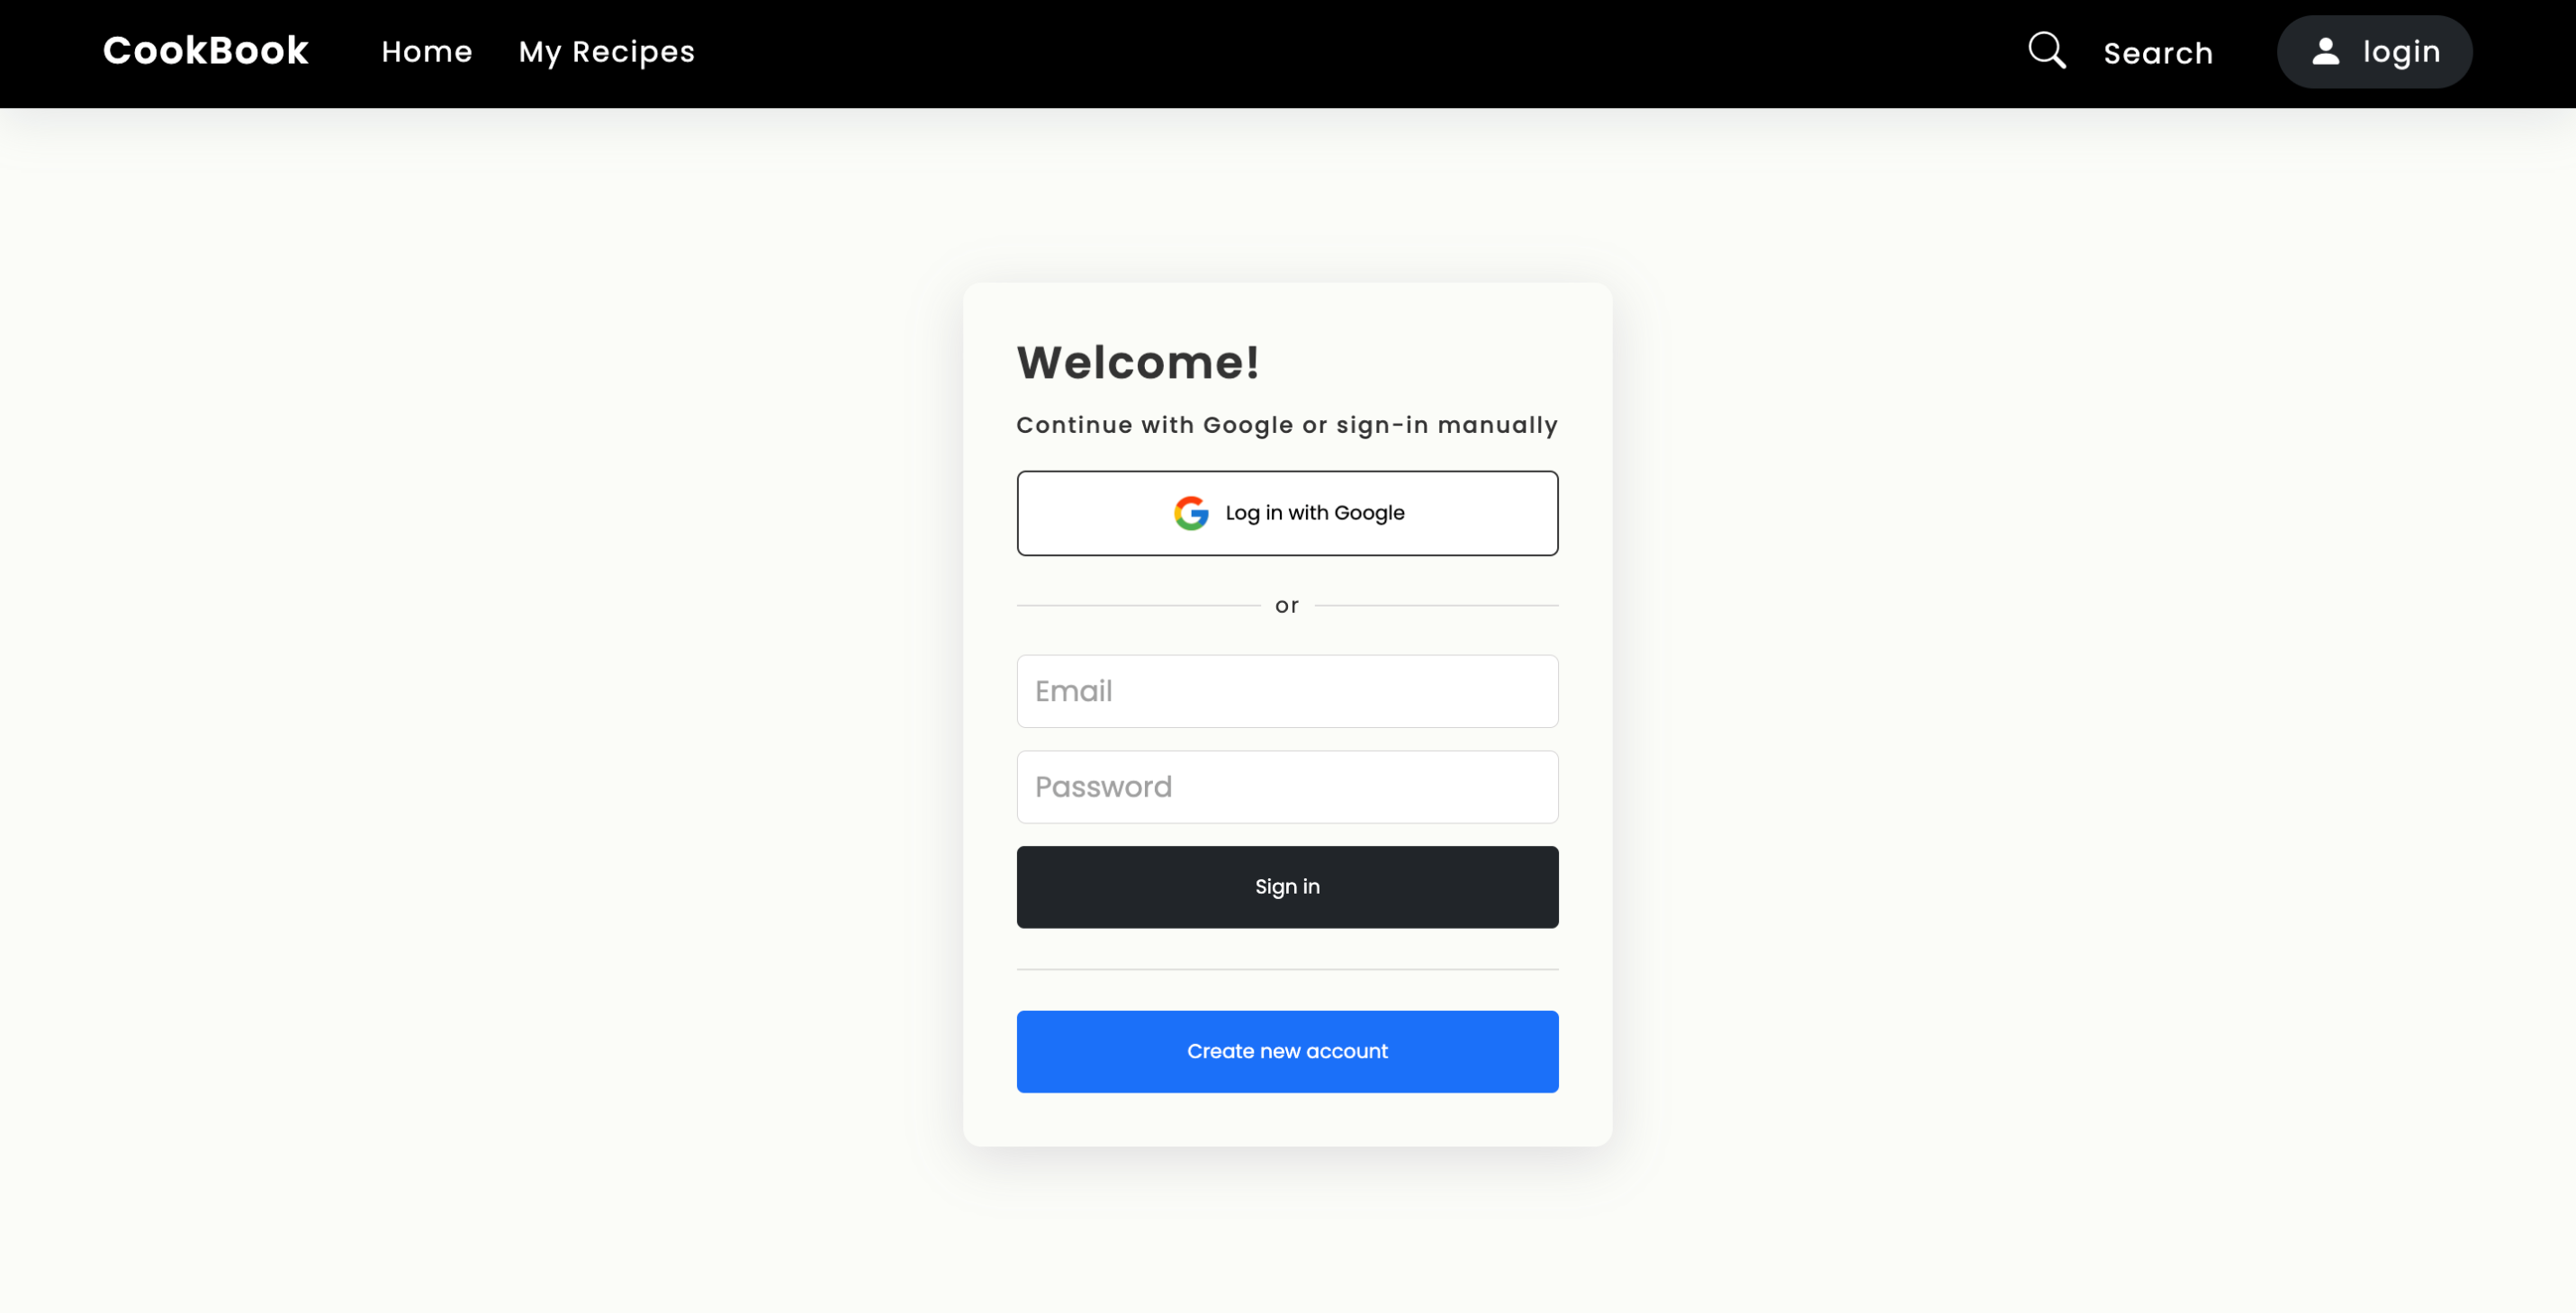 CookBook Home My Recipes Search login
Welcome!
Continue with Google or sign-in manually
Log in with Google
or
Email
Password
Sign in
Create new account